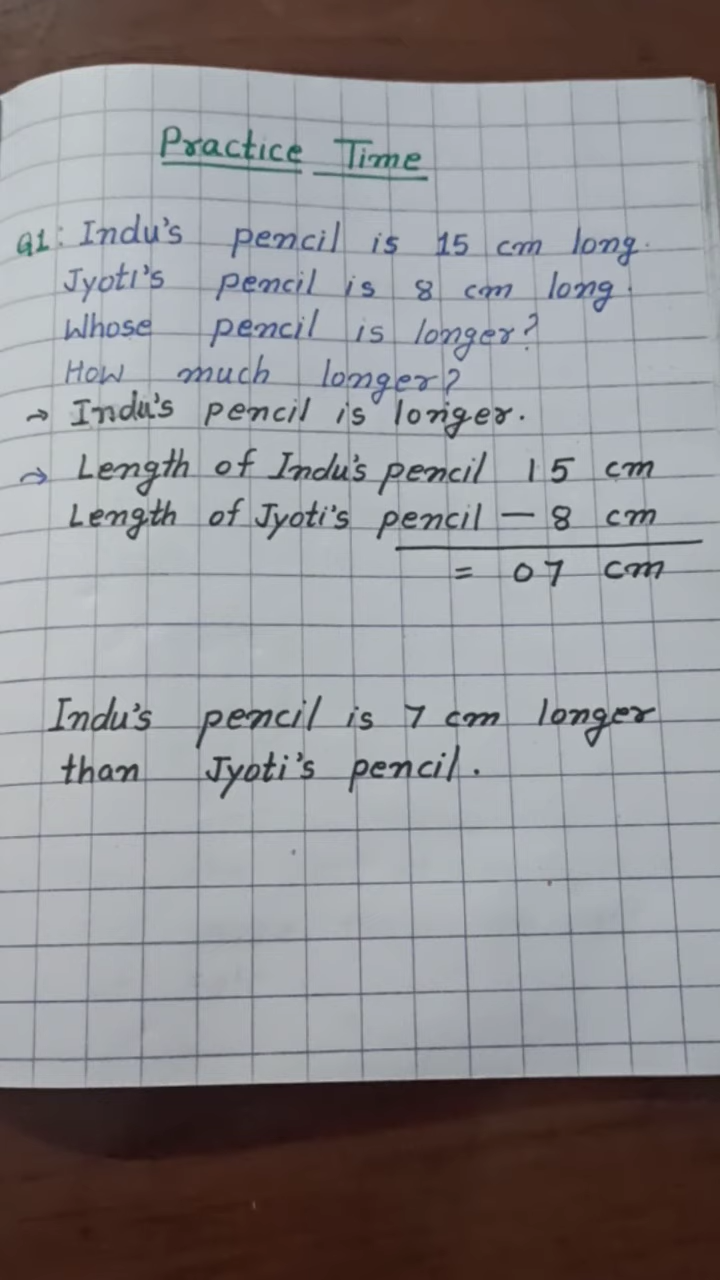 Practice Time
Q1: Indu's pencil is 15 cm long.
Jyoti's pencil is 8 cm long.
Whose pencil is longer?
How much longer?
→ Indu's pencil is longer.
→ Length of Indu's pencil 15 cm
Length of Jyoti's pencil - 8 cm
= 07 cm
Indu's pencil is 7 cm longer
than Jyoti's pencil.